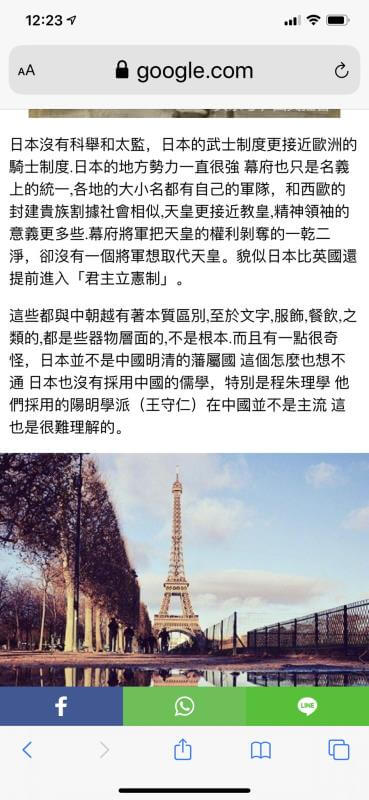 12:23
AA
google.com
日本沒有科舉和太監，日本的武士制度更接近歐洲的
騎士制度.日本的地方勢力一直很強 幕府也只是名義
上的統一,各地的大小名都有自己的軍隊，和西歐的
封建貴族割據社會相似,天皇更接近教皇,精神領袖的
意義更多些.幕府將軍把天皇的權利剝奪的一乾二
淨，卻沒有一個將軍想取代天皇。貌似日本比英國還
提前進入「君主立憲制」。
這些都與中朝越有著本質區別,至於文字,服飾,餐飲,之
類的,都是些器物層面的,不是根本.而且有一點很奇
怪，日本並不是中國明清的藩屬國 這個怎麼也想不
通 日本也沒有採用中國的儒學，特別是程朱理學 他
們採用的陽明學派（王守仁）在中國並不是主流 這
也是很難理解的。
LINE